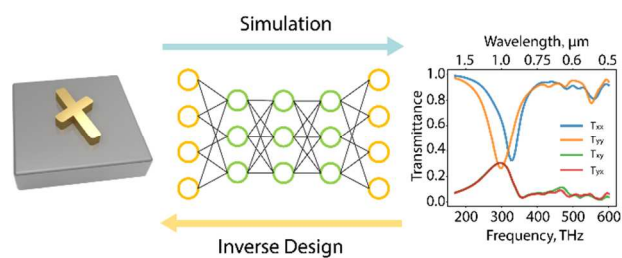 Simulation
Wavelength, μm
1.5 1.0 0.75 0.6 0.5
1.0
0.8
0.6
0.4
0.2
0.0
Transmittance
Txx
Tyy
Txy
Tyx
200 300 400 500 600
Frequency, THz
Inverse Design